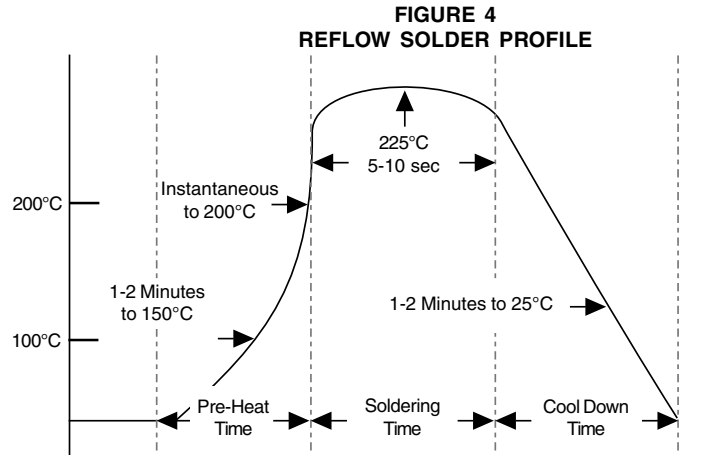 FIGURE 4
REFLOW SOLDER PROFILE
225°C
5-10 sec
Instantaneous
to 200°C
200°C
1-2 Minutes
to 150°C
1-2 Minutes to 25°C
100°C
Pre-Heat
Time
Soldering
Time
Cool Down
Time